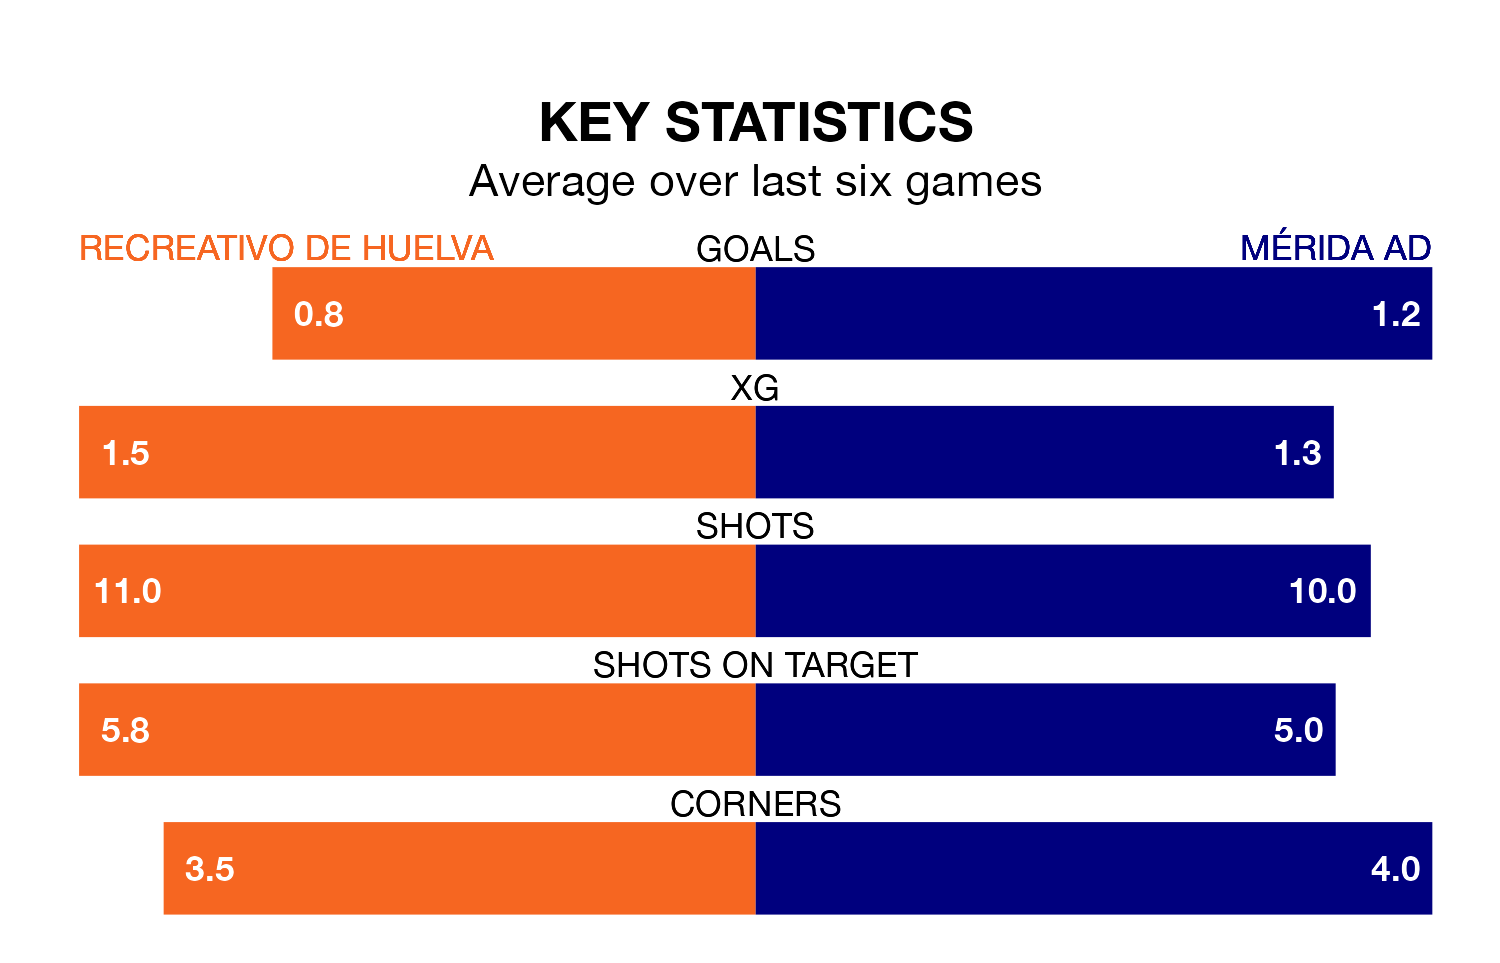 KEY STATISTICS
Average over last six games
RECREATIVO DE HUELVA GOALS MÉRIDA AD
0.8 1.2
XG
1.5 1.3
SHOTS
11.0 10.0
SHOTS ON TARGET
5.8 5.0
CORNERS
3.5 4.0